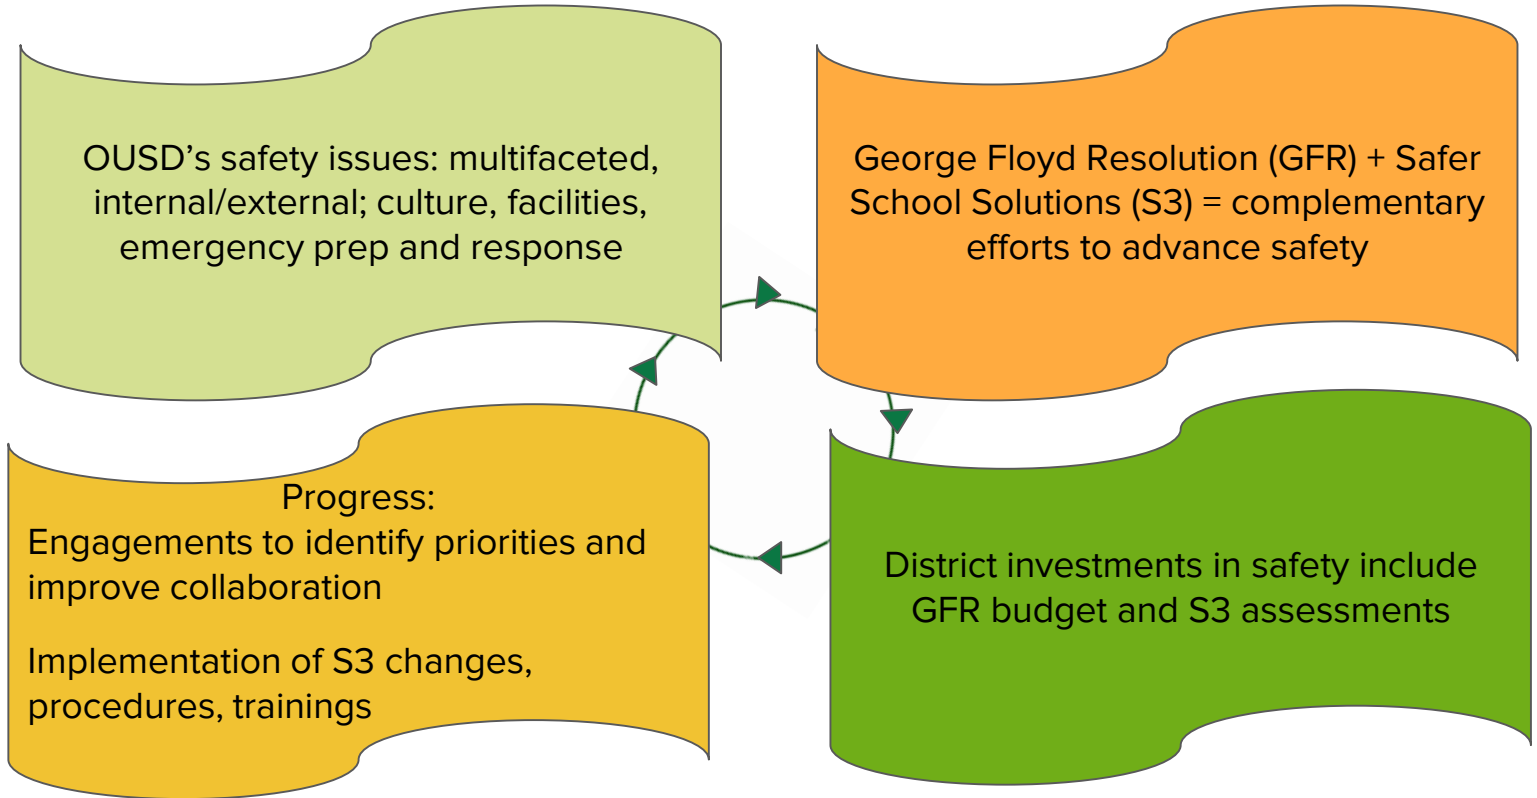 OUSD’s safety issues: multifaceted,
internal/external; culture, facilities,
emergency prep and response
George Floyd Resolution (GFR) + Safer
School Solutions (S3) = complementary
efforts to advance safety
Progress:
Engagements to identify priorities and
improve collaboration
Implementation of S3 changes,
procedures, trainings
District investments in safety include
GFR budget and S3 assessments